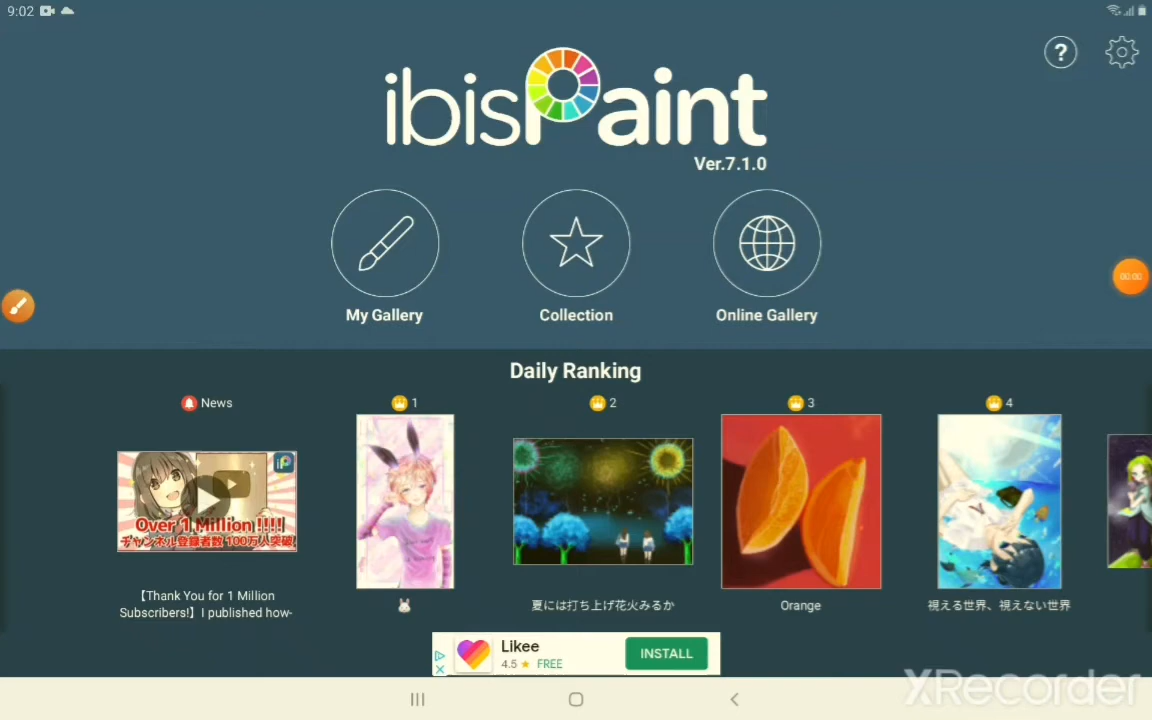 9:02
?
ibisPaint
Ver.7.1.0
My Gallery
Collection
Online Gallery
00:00
Daily Ranking
News
1
2
3
4
iP
Over 1 Million !!!!
チャンネル登録者数 100万人突破
【Thank You for 1 Million
Subscribers!】I published how-
夏には打ち上げ花火みるか
Orange
視える世界、視えない世界
Likee
4.5 ★ FREE
INSTALL
XRecorder